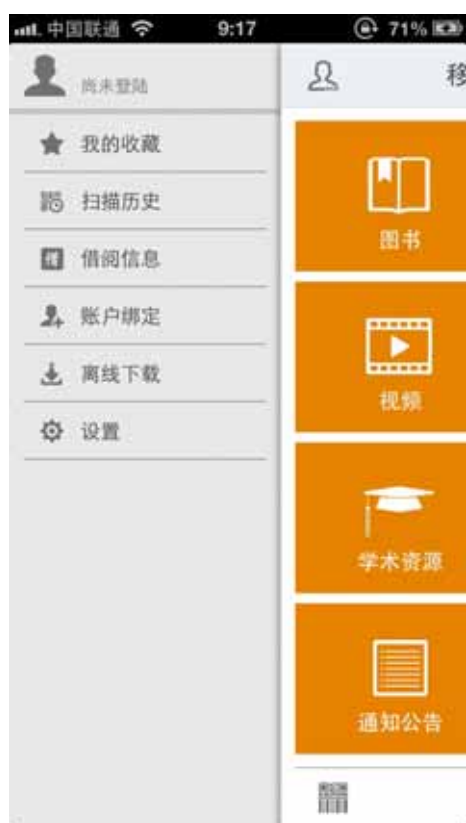 中国联通 9:17 71%
尚未登陆
移
我的收藏
扫描历史
借阅信息
账户绑定
离线下载
设置
图书
视频
学术资源
通知公告